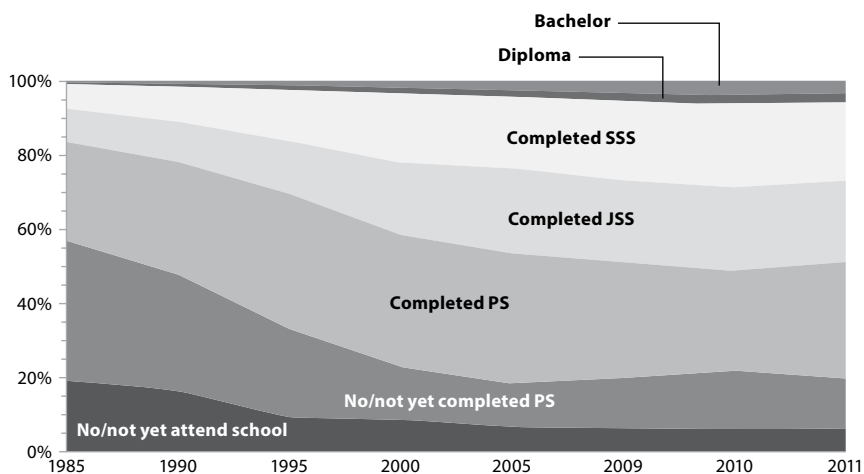 Bachelor
Diploma
100%
80%
60%
40%
20%
0%
Completed SSS
Completed JSS
Completed PS
No/not yet completed PS
No/not yet attend school
1985 1990 1995 2000 2005 2009 2010 2011